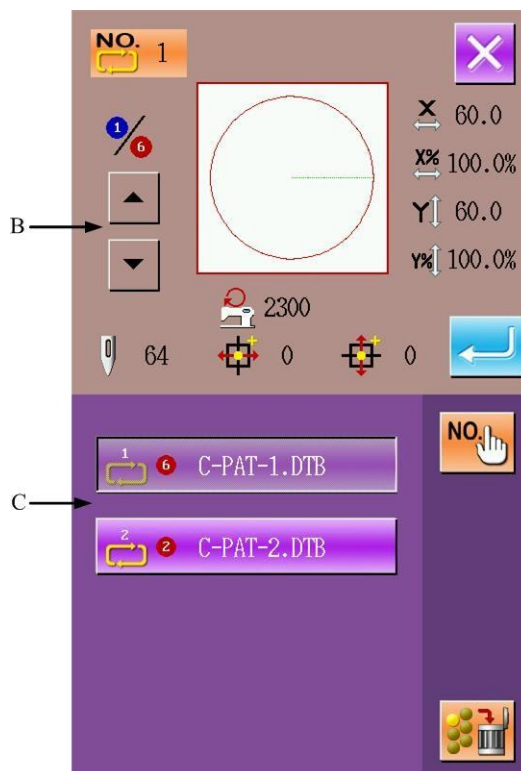 NO. 1
1/6
X 60.0
X% 100.0%
Y 60.0
Y% 100.0%
B
2300
64 0 0
NO.
1 6 C-PAT-1.DTB
C
2 2 C-PAT-2.DTB